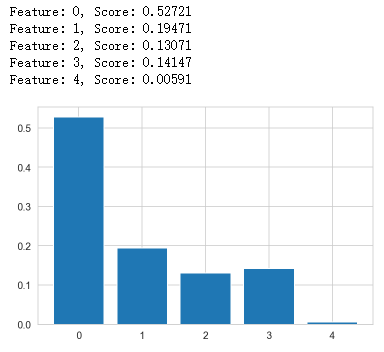 Feature: 0, Score: 0.52721
Feature: 1, Score: 0.19471
Feature: 2, Score: 0.13071
Feature: 3, Score: 0.14147
Feature: 4, Score: 0.00591
0.5
0.4
0.3
0.2
0.1
0.0
0 1 2 3 4